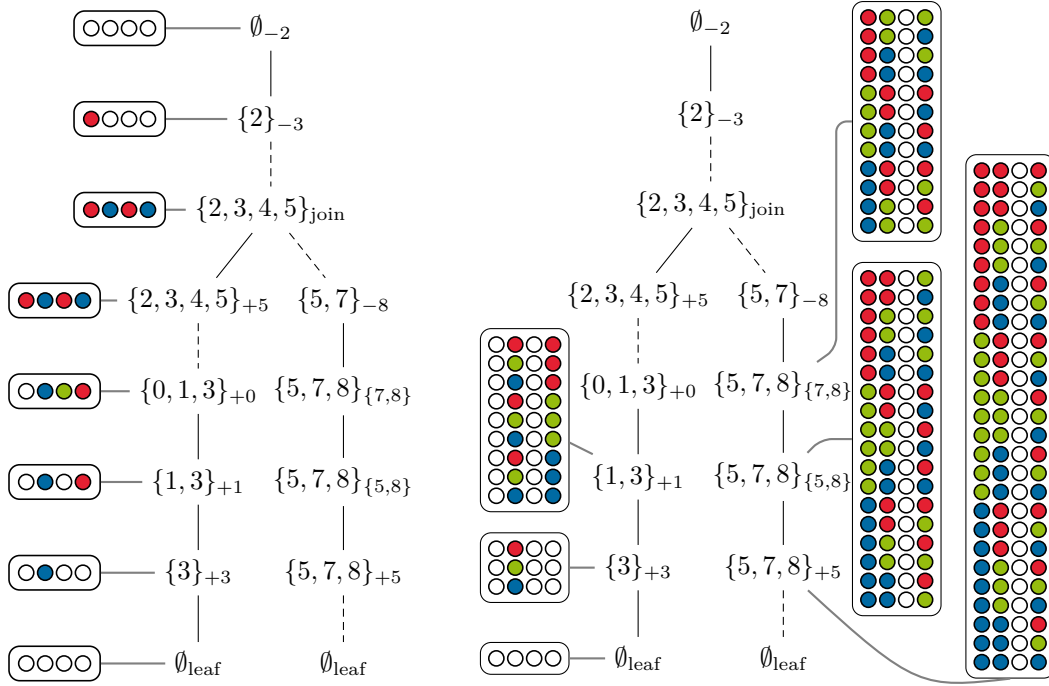 ∅₋₂ ∅₋₂
{2}₋₃ {2}₋₃
{2, 3, 4, 5}join {2, 3, 4, 5}join
{2, 3, 4, 5}₊₅ {5, 7}₋₈ {2, 3, 4, 5}₊₅ {5, 7}₋₈
{0, 1, 3}₊₀ {5, 7, 8}{7,8} {0, 1, 3}₊₀ {5, 7, 8}{7,8}
{1, 3}₊₁ {5, 7, 8}{5,8} {1, 3}₊₁ {5, 7, 8}{5,8}
{3}₊₃ {5, 7, 8}₊₅ {3}₊₃ {5, 7, 8}₊₅
∅leaf ∅leaf ∅leaf ∅leaf